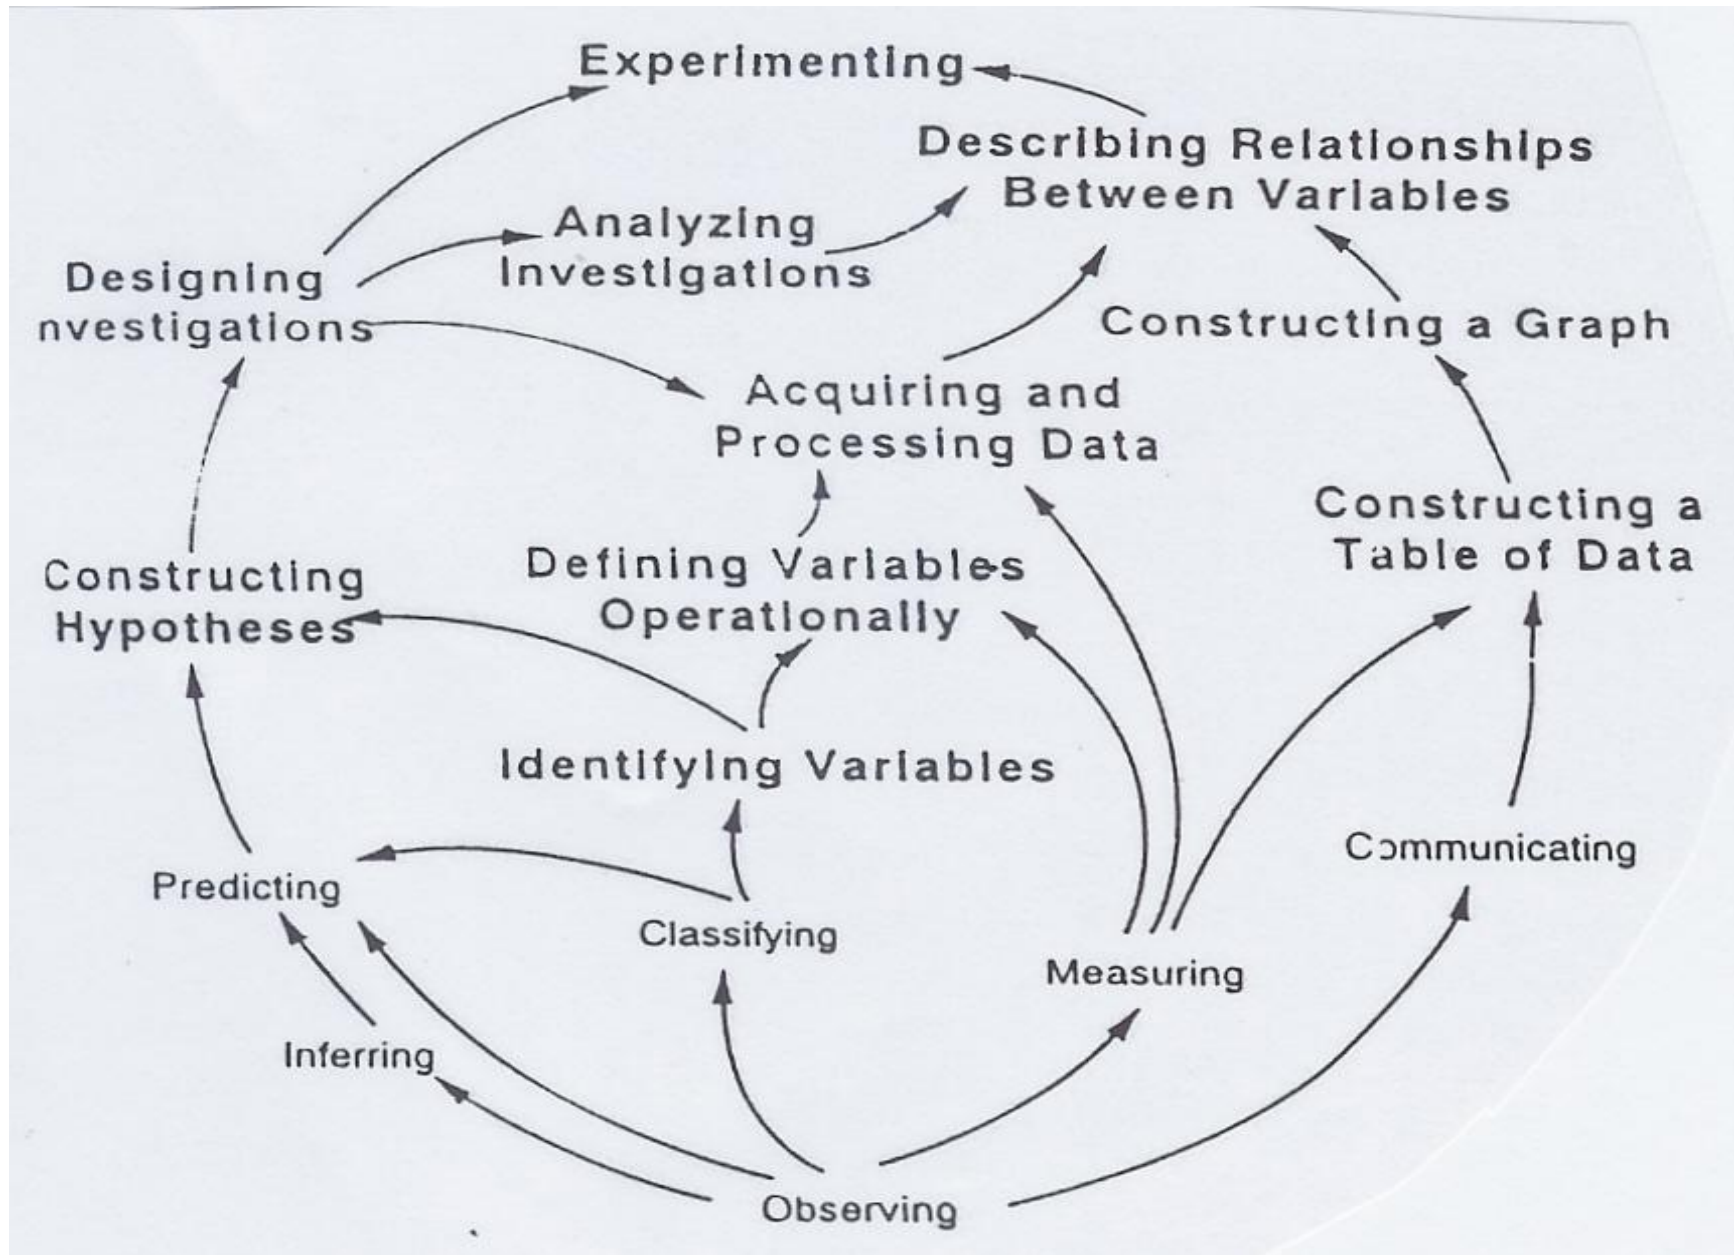 Experimenting
Describing Relationships
Between Variables
Analyzing
Investigations
Designing
nvestigations
Constructing a Graph
Acquiring and
Processing Data
Constructing a
Table of Data
Defining Variables
Operationally
Constructing
Hypotheses
Identifying Variables
Communicating
Predicting
Classifying
Measuring
Inferring
Observing